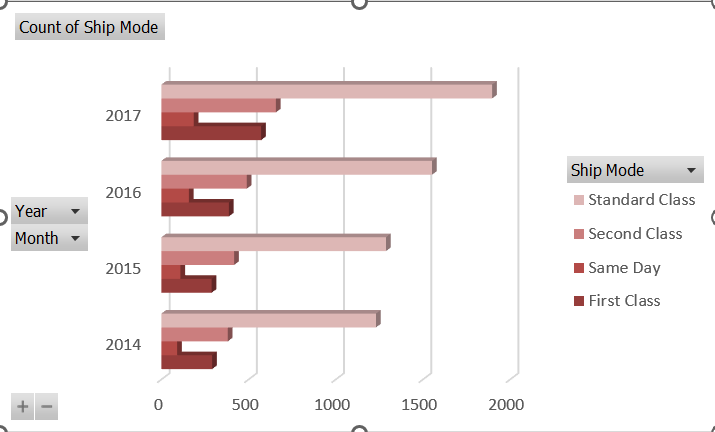 Count of Ship Mode
2017
2016
2015
2014
Year
Month
0 500 1000 1500 2000
Ship Mode
Standard Class
Second Class
Same Day
First Class
+ −